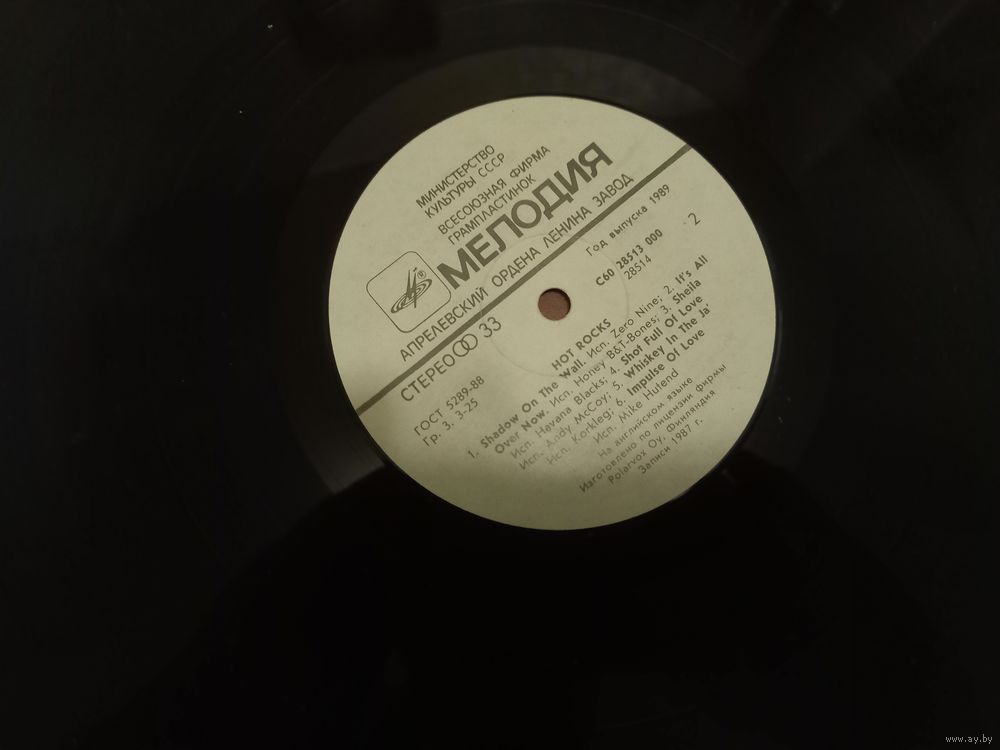 МИНИСТЕРСТВО
КУЛЬТУРЫ СССР
ВСЕСОЮЗНАЯ ФИРМА
ГРАМПЛАСТИНОК
МЕЛОДИЯ
АПРЕЛЕВСКИЙ ОРДЕНА ЛЕНИНА ЗАВОД
СТЕРЕО 33
Год выпуска 1989
ГОСТ 5289-88
Гр. 3. 3-25
С60 28513 000
28514
2
HOT ROCKS
1. Shadow On The Wall. Исп. Zero Nine; 2. It's All
Over Now. Исп. Honey B&T-Bones; 3. Sheila
Исп. Havana Blacks; 4. Shot Full Of Love
Исп. Andy McCoy; 5. Whiskey In The Ja'
Исп. Korkleg; 6. Impulse Of Love
Исп. Mike Hutend
На английском языке
Изготовлено по лицензии фирмы
Polarvox Oy, Финляндия
Записи 1987 г.
www.ay.by